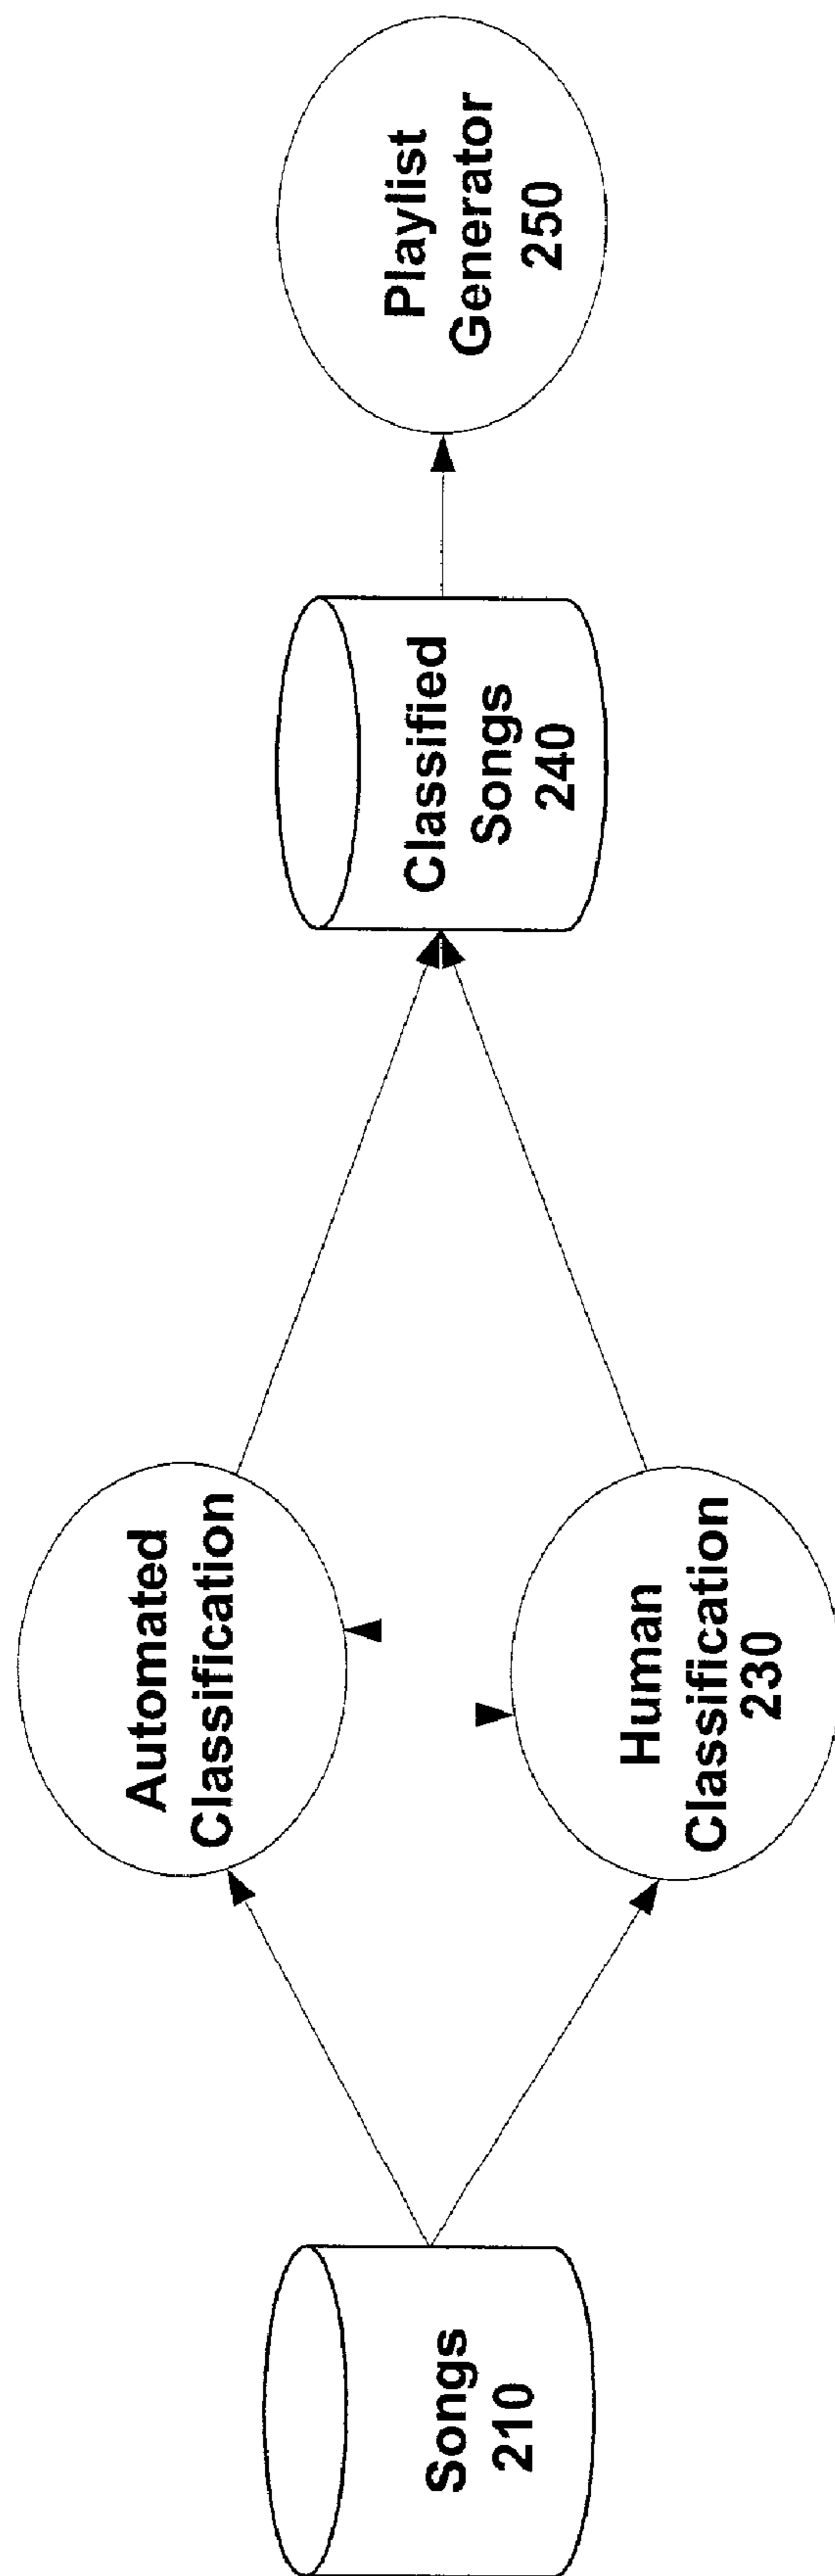 Songs
210
Automated
Classification
Human
Classification
230
Classified
Songs
240
Playlist
Generator
250